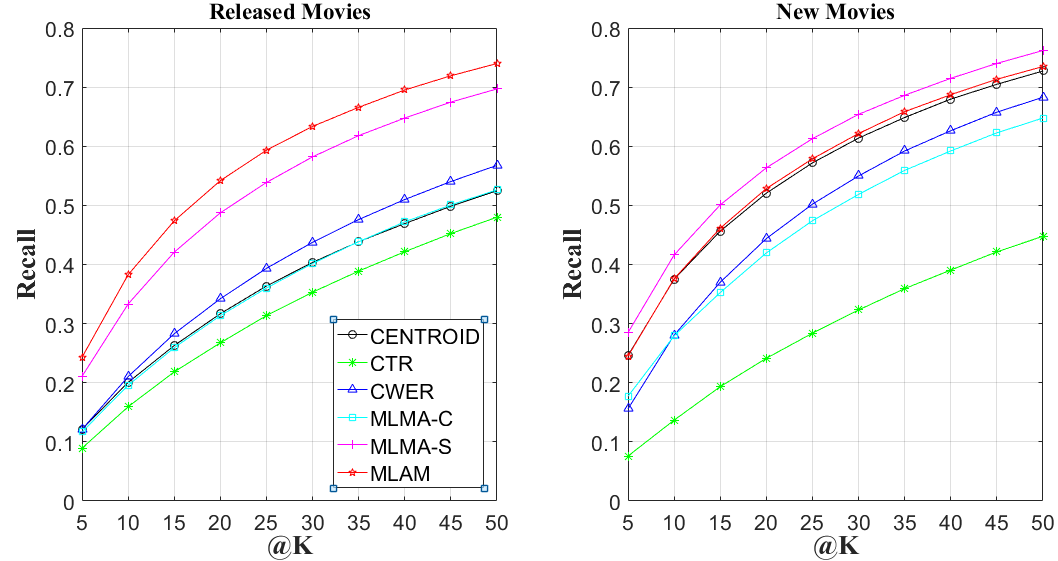 Released Movies
0.8
0.7
0.6
0.5
0.4
0.3
0.2
0.1
0
Recall
CENTROID
CTR
CWER
MLMA-C
MLMA-S
MLAM
5 10 15 20 25 30 35 40 45 50
@K
New Movies
0.8
0.7
0.6
0.5
0.4
0.3
0.2
0.1
0
Recall
5 10 15 20 25 30 35 40 45 50
@K